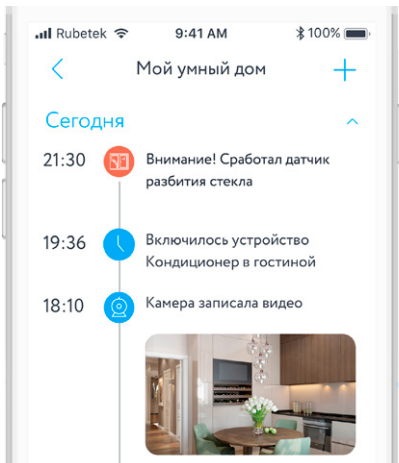 Rubetek 9:41 AM 100%
Мой умный дом
Сегодня
21:30 Внимание! Сработал датчик
разбития стекла
19:36 Включилось устройство
Кондиционер в гостиной
18:10 Камера записала видео